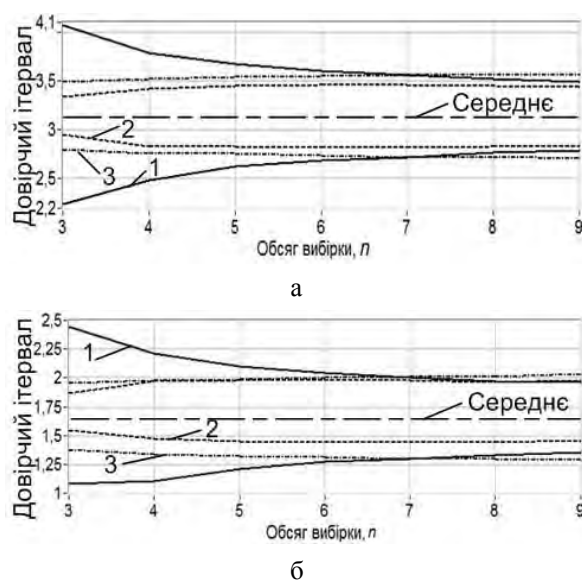 Довірчий ітервал
4,1
3,5
3
2,5
2,2
Середнє
2
3
1
3 4 5 6 7 8 9
Обсяг вибірки, n
а
Довірчий ітервал
2,5
2,25
2
1,75
1,5
1,25
1
1
Середнє
2
3
3 4 5 6 7 8 9
Обсяг вибірки, n
б